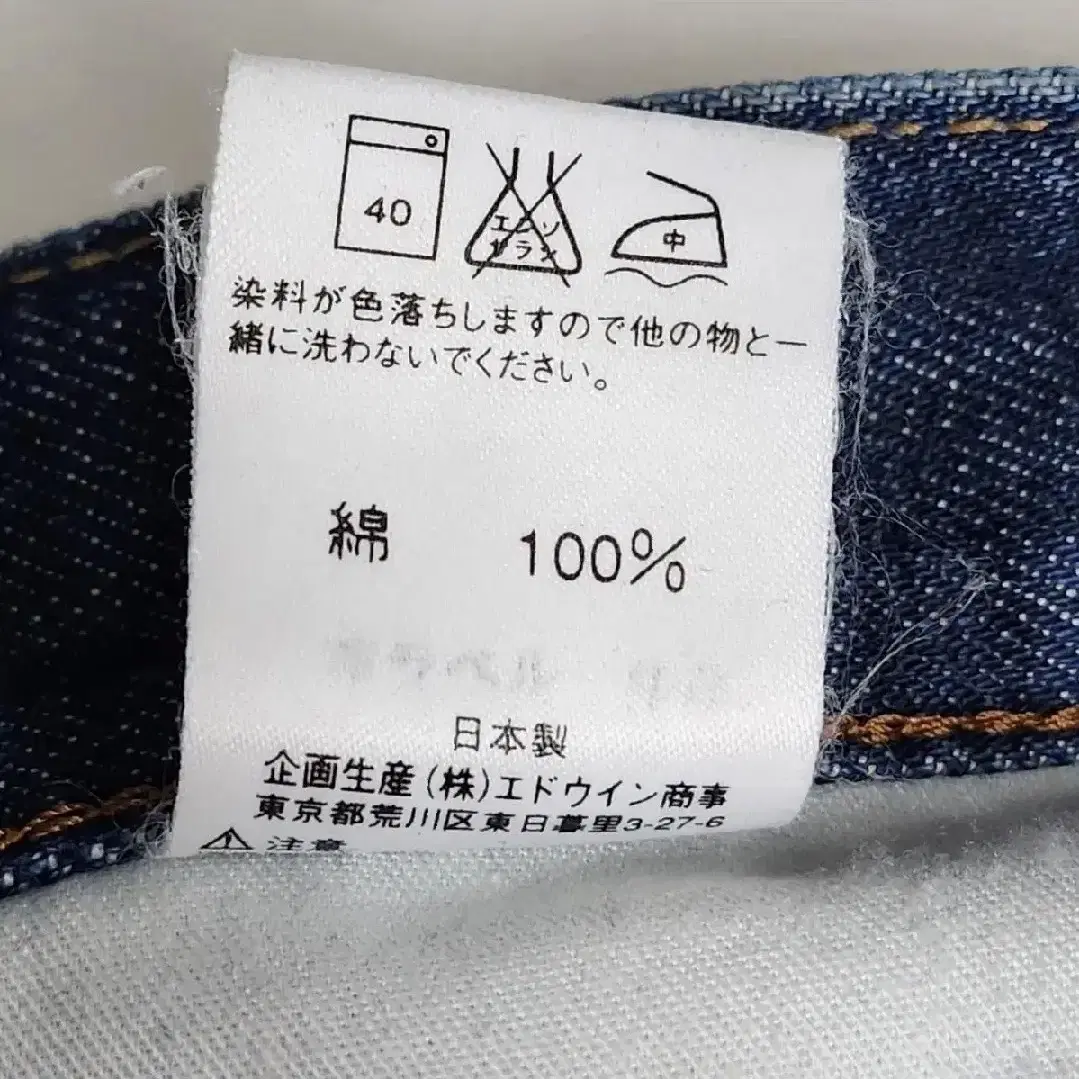 40
エンソ
サラシ
中
染料が色落ちしますので他の物と一
緒に洗わないでください。
綿 100%
日本製
企画生産(株)エドウイン商事
東京都荒川区東日暮里3-27-6
注意